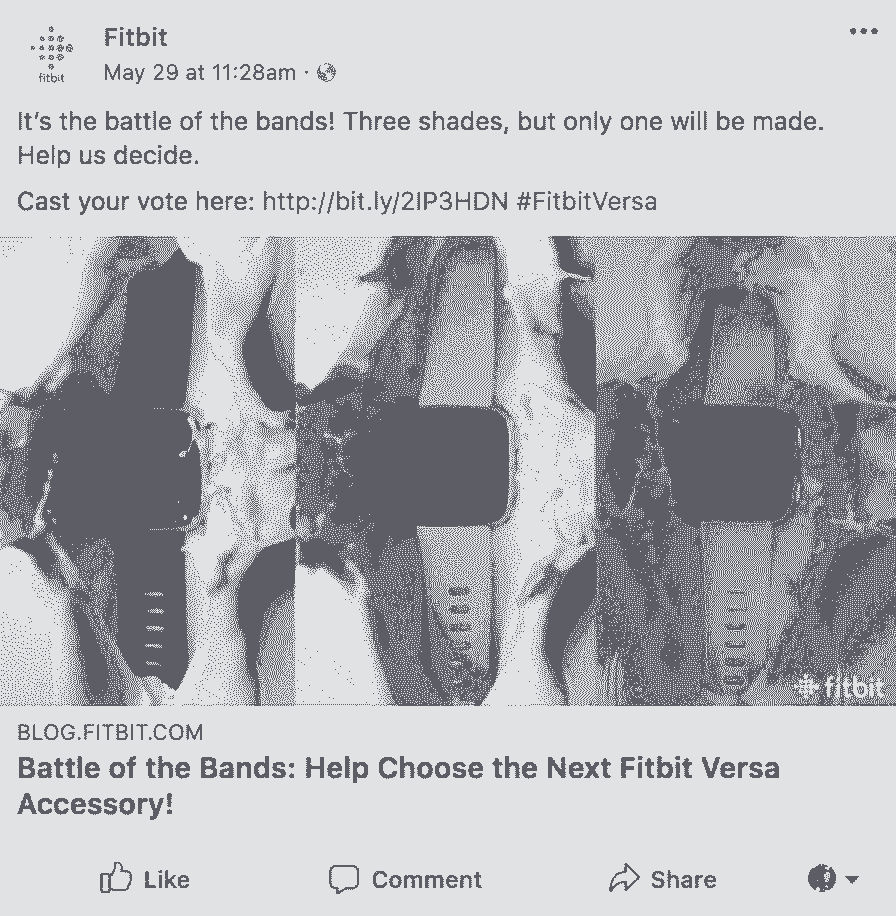 Fitbit
fitbit
May 29 at 11:28am ·
It's the battle of the bands! Three shades, but only one will be made.
Help us decide.
Cast your vote here: http://bit.ly/2IP3HDN #FitbitVersa
fitbit
BLOG.FITBIT.COM
Battle of the Bands: Help Choose the Next Fitbit Versa
Accessory!
Like Comment Share